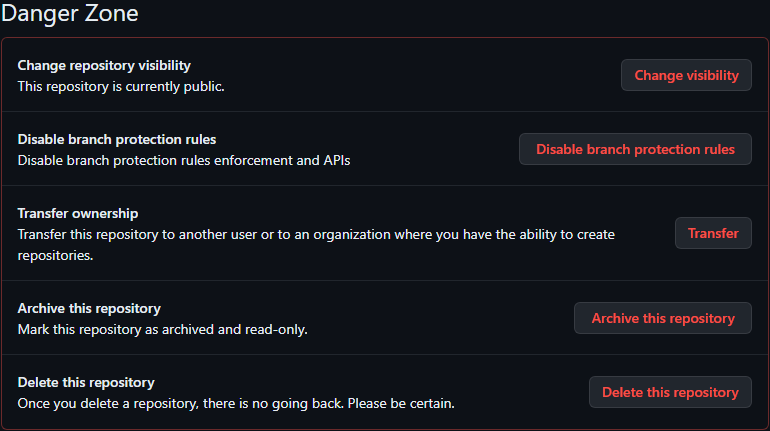 Danger Zone
Change repository visibility
This repository is currently public.
Change visibility
Disable branch protection rules
Disable branch protection rules enforcement and APIs
Disable branch protection rules
Transfer ownership
Transfer this repository to another user or to an organization where you have the ability to create
repositories.
Transfer
Archive this repository
Mark this repository as archived and read-only.
Archive this repository
Delete this repository
Once you delete a repository, there is no going back. Please be certain.
Delete this repository